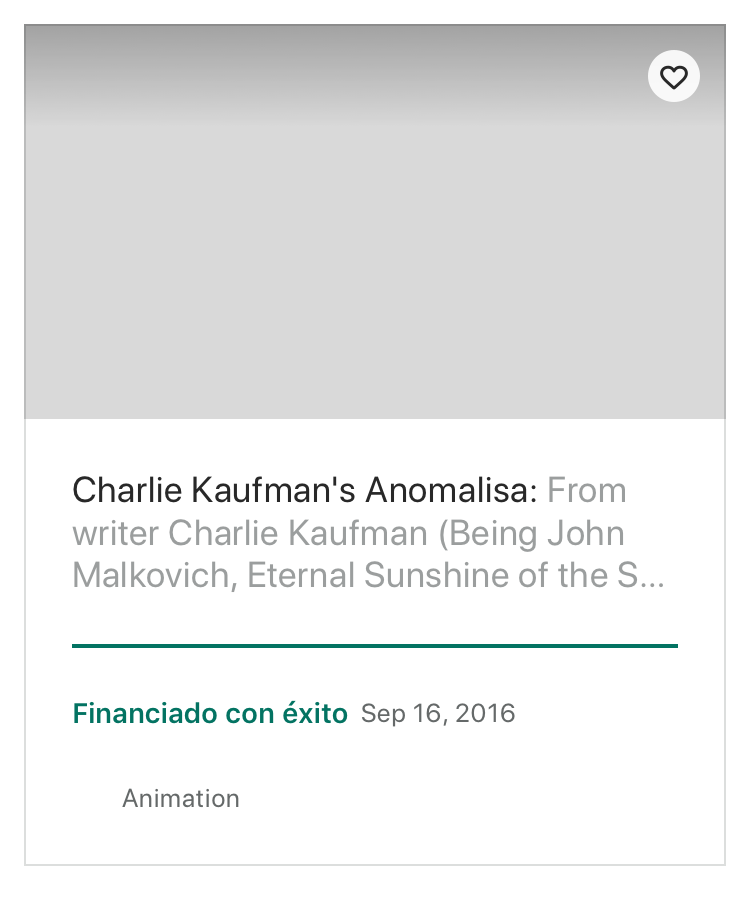 Charlie Kaufman's Anomalisa: From
writer Charlie Kaufman (Being John
Malkovich, Eternal Sunshine of the S...
Financiado con éxito Sep 16, 2016
Animation